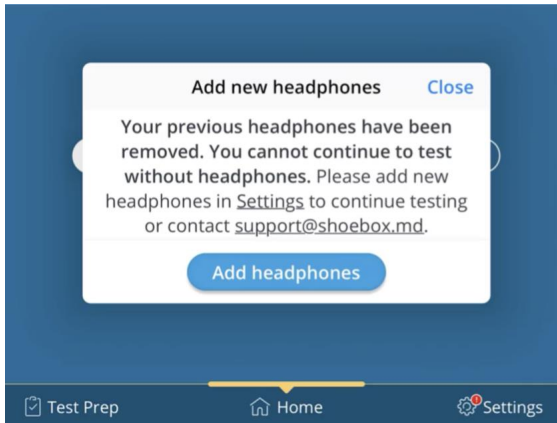 Add new headphones
Close
Your previous headphones have been
removed. You cannot continue to test
without headphones. Please add new
headphones in Settings to continue testing
or contact support@shoebox.md.
Add headphones
Test Prep
Home
Settings